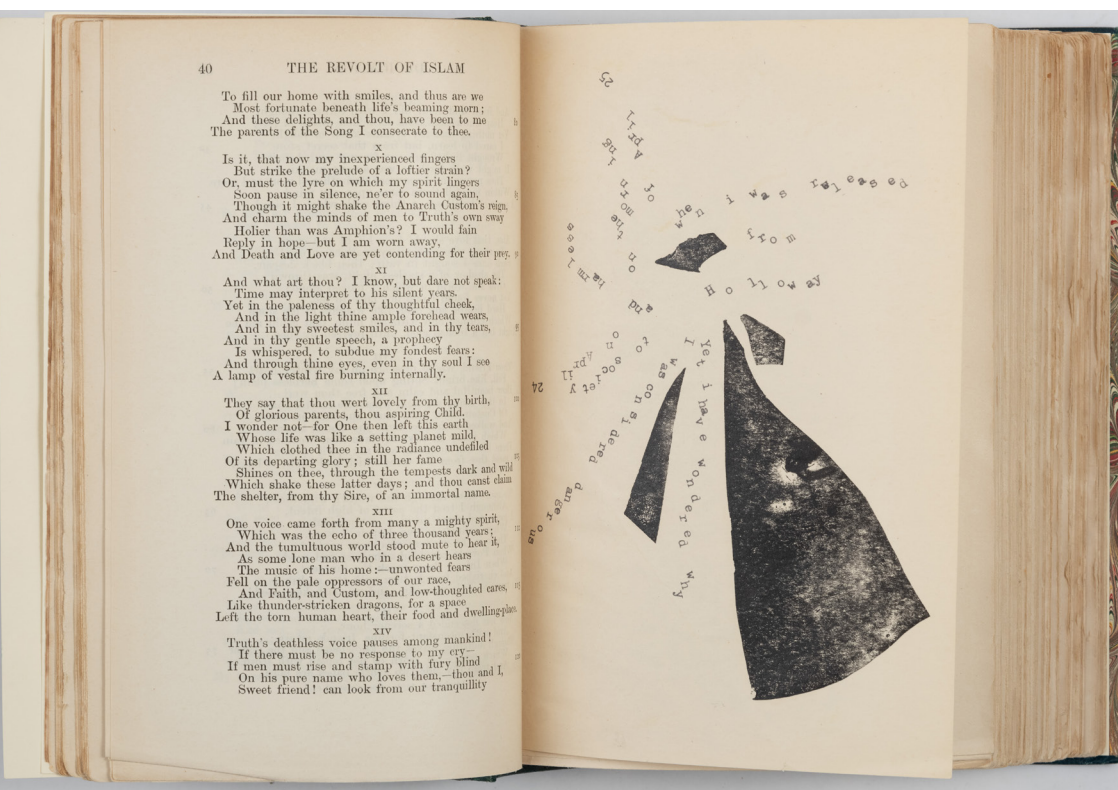 40 THE REVOLT OF ISLAM
To fill our home with smiles, and thus are we
Most fortunate beneath life's beaming morn;
And these delights, and thou, have been to me
The parents of the Song I consecrate to thee.
X
Is it, that now my inexperienced fingers
But strike the prelude of a loftier strain?
Or, must the lyre on which my spirit lingers
Soon pause in silence, ne'er to sound again,
Though it might shake the Anarch Custom's reign,
And charm the minds of men to Truth's own sway
Holier than was Amphion's? I would fain
Reply in hope—but I am worn away,
And Death and Love are yet contending for their prey.
XI
And what art thou? I know, but dare not speak:
Time may interpret to his silent years.
Yet in the paleness of thy thoughtful cheek,
And in the light thine ample forehead wears,
And in thy sweetest smiles, and in thy tears,
And in thy gentle speech, a prophecy
Is whispered, to subdue my fondest fears:
And through thine eyes, even in thy soul I see
A lamp of vestal fire burning internally.
XII
They say that thou wert lovely from thy birth,
Of glorious parents, thou aspiring Child.
I wonder not—for One then left this earth
Whose life was like a setting planet mild,
Which clothed thee in the radiance undefiled
Of its departing glory; still her fame
Shines on thee, through the tempests dark and wild
Which shake these latter days; and thou canst claim
The shelter, from thy Sire, of an immortal name.
XIII
One voice came forth from many a mighty spirit,
Which was the echo of three thousand years;
And the tumultuous world stood mute to hear it,
As some lone man who in a desert hears
The music of his home:—unwonted fears
Fell on the pale oppressors of our race,
And Faith, and Custom, and low-thoughted cares,
Like thunder-stricken dragons, for a space
Left the torn human heart, their food and dwelling-place.
XIV
Truth's deathless voice pauses among mankind!
If there must be no response to my cry—
If men must rise and stamp with fury blind
On his pure name who loves them,—thou and I,
Sweet friend! can look from our tranquillity
I was considered dangerous
to society
on
24 April
and
harmless
on the morning
of
25 April
when i was released
from
Holloway
Yet i have wondered why